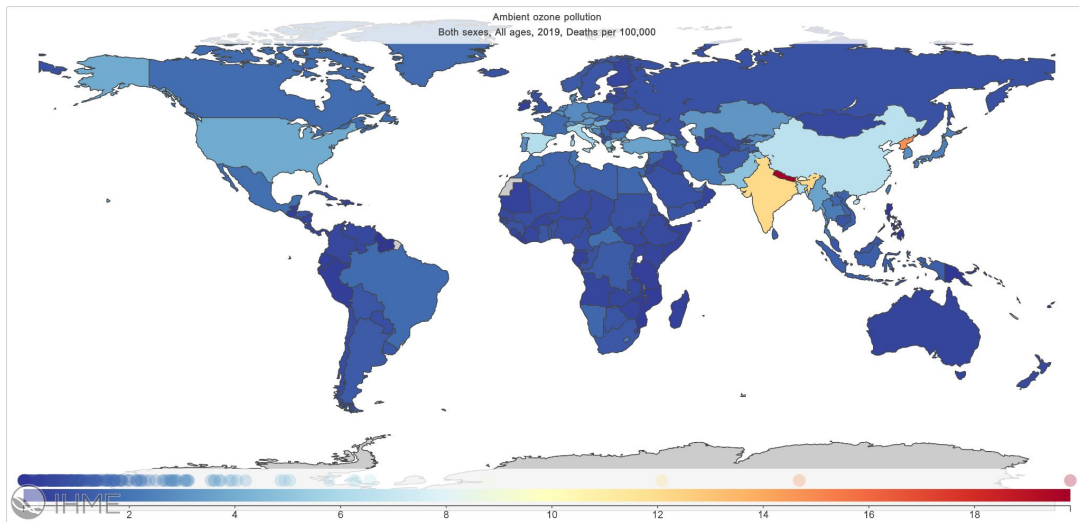 Ambient ozone pollution
Both sexes, All ages, 2019, Deaths per 100,000
IHME
2 4 6 8 10 12 14 16 18